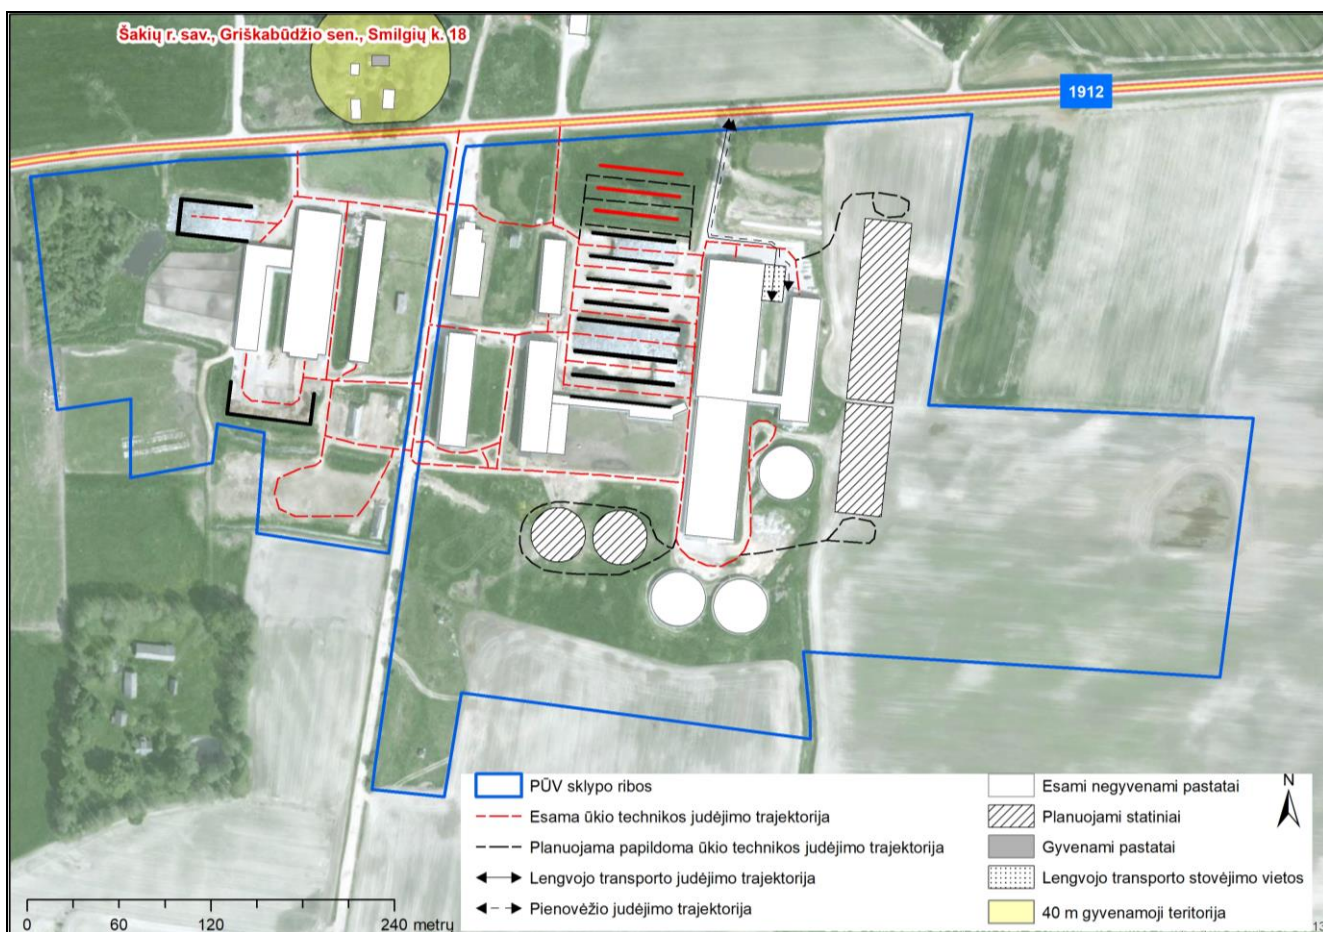 Šakių r. sav., Griškabūdžio sen., Smilgių k. 18
1912
PŪV sklypo ribos
Esama ūkio technikos judėjimo trajektorija
Planuojama papildoma ūkio technikos judėjimo trajektorija
Lengvojo transporto judėjimo trajektorija
Pienovėžio judėjimo trajektorija
Esami negyvenami pastatai
Planuojami statiniai
Gyvenami pastatai
Lengvojo transporto stovėjimo vietos
40 m gyvenamoji teritorija
N
0 60 120 240 metrų
13